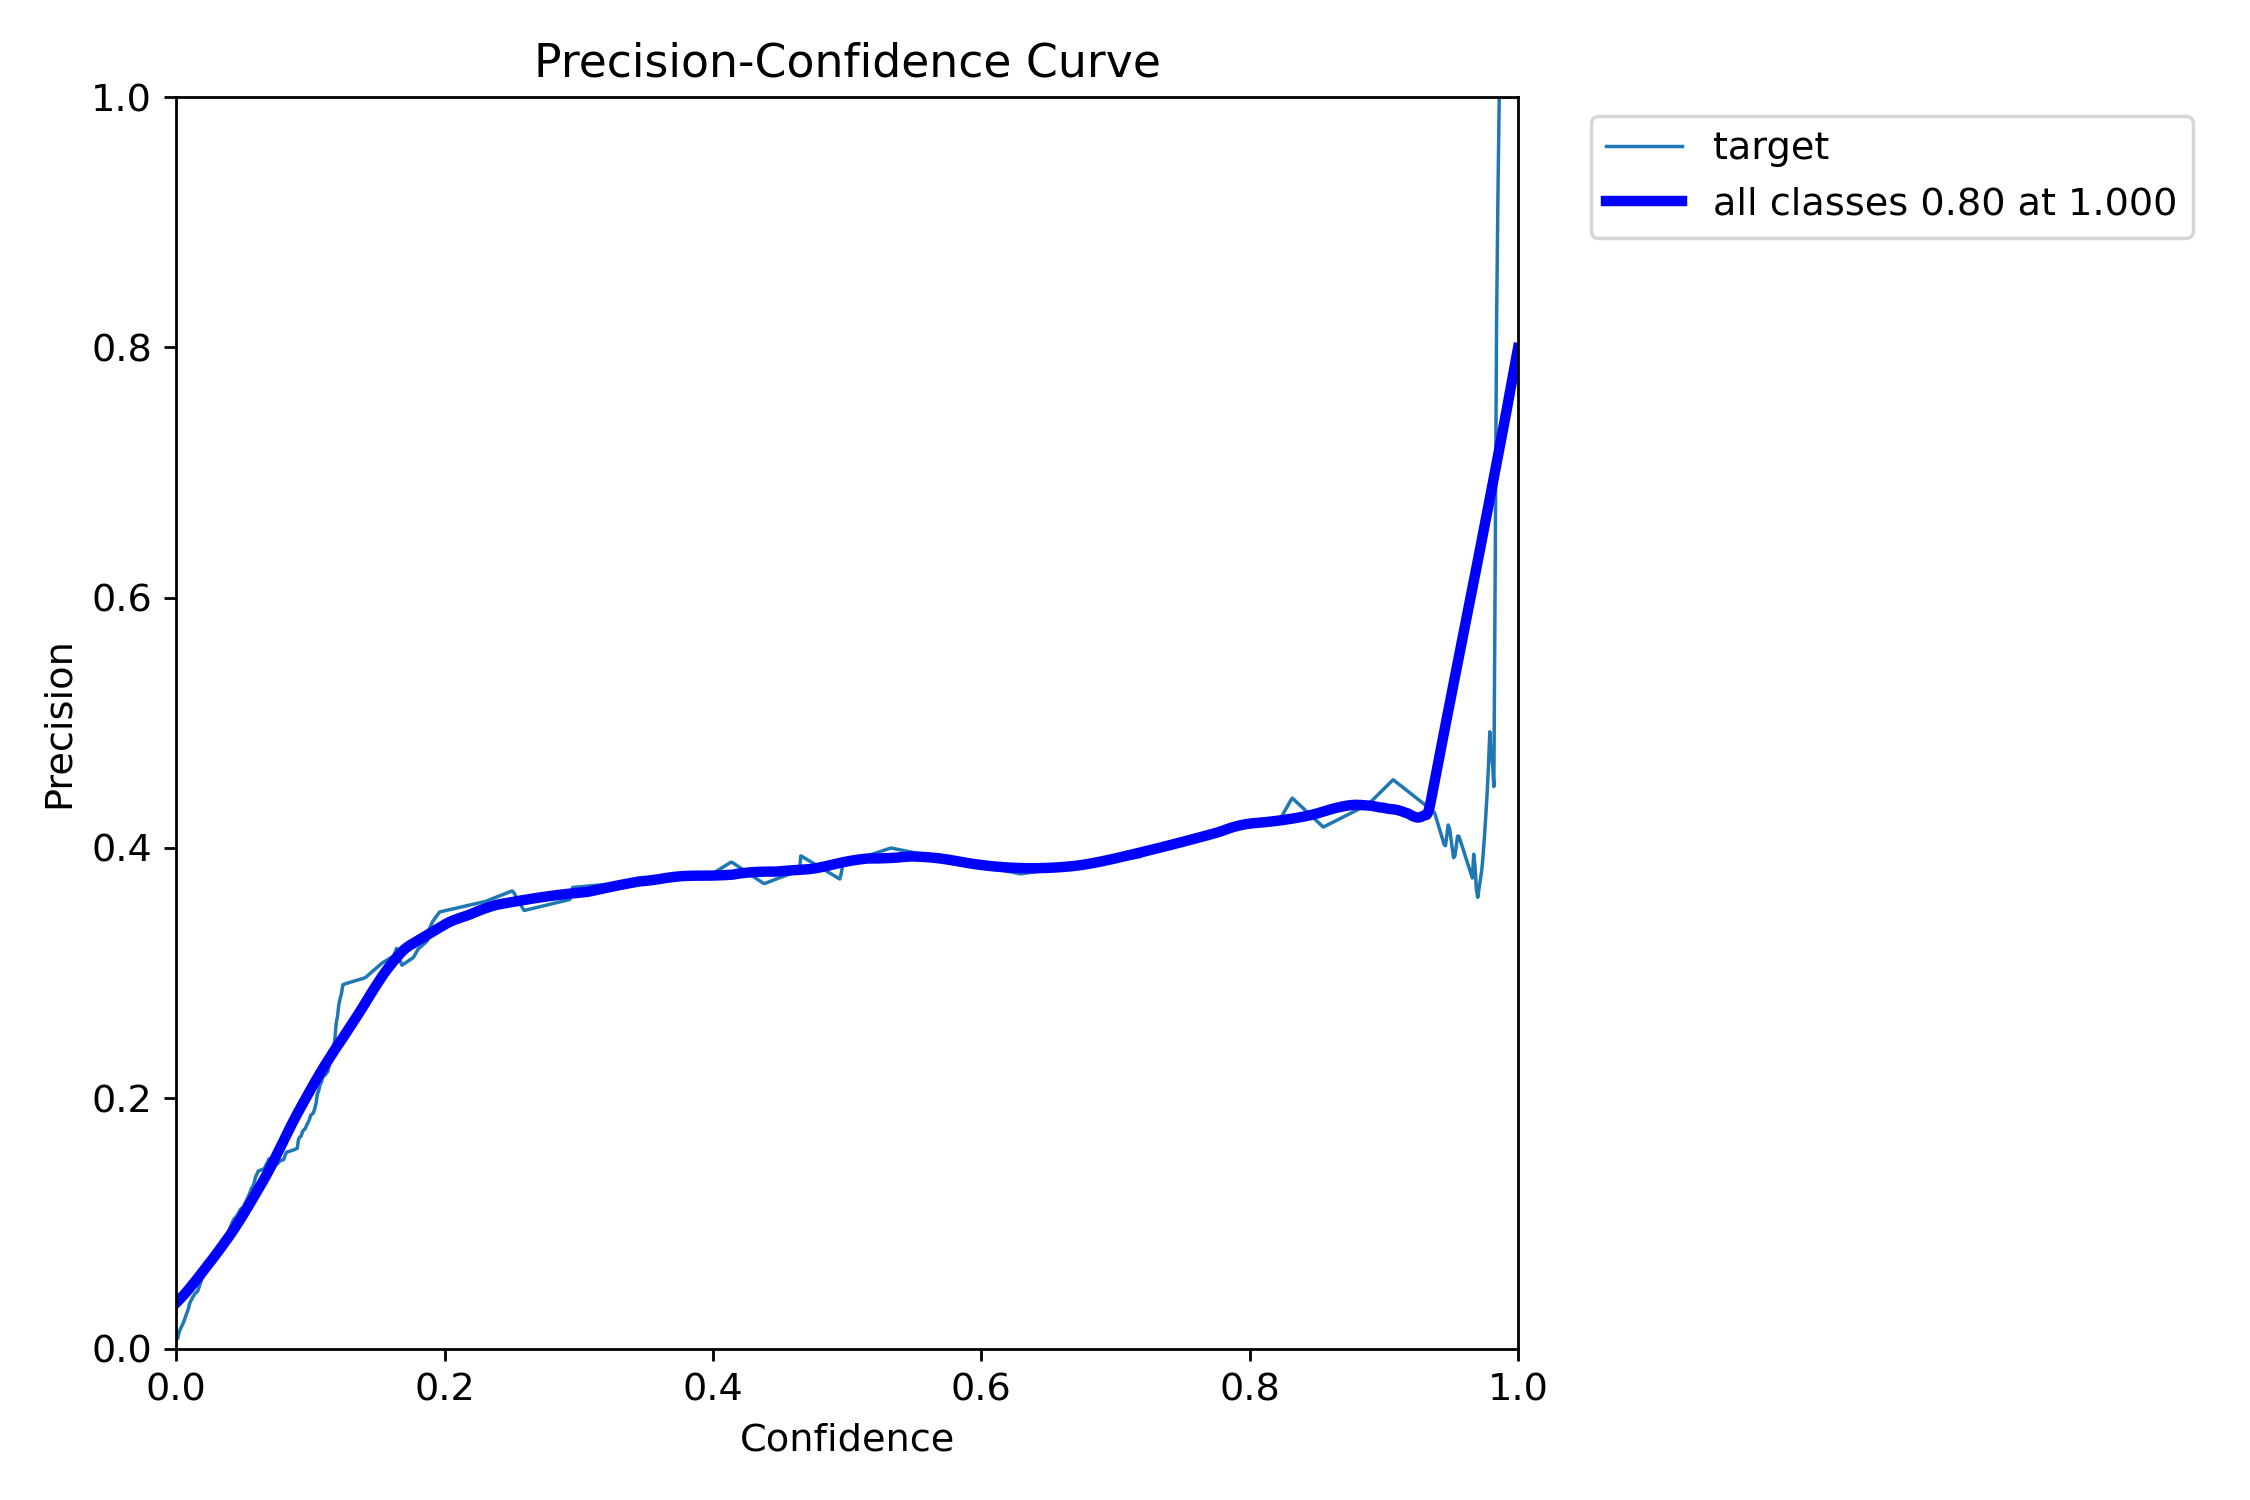 Precision-Confidence Curve
target
all classes 0.80 at 1.000
1.0
0.8
0.6
0.4
0.2
0.0
Precision
0.0 0.2 0.4 0.6 0.8 1.0
Confidence